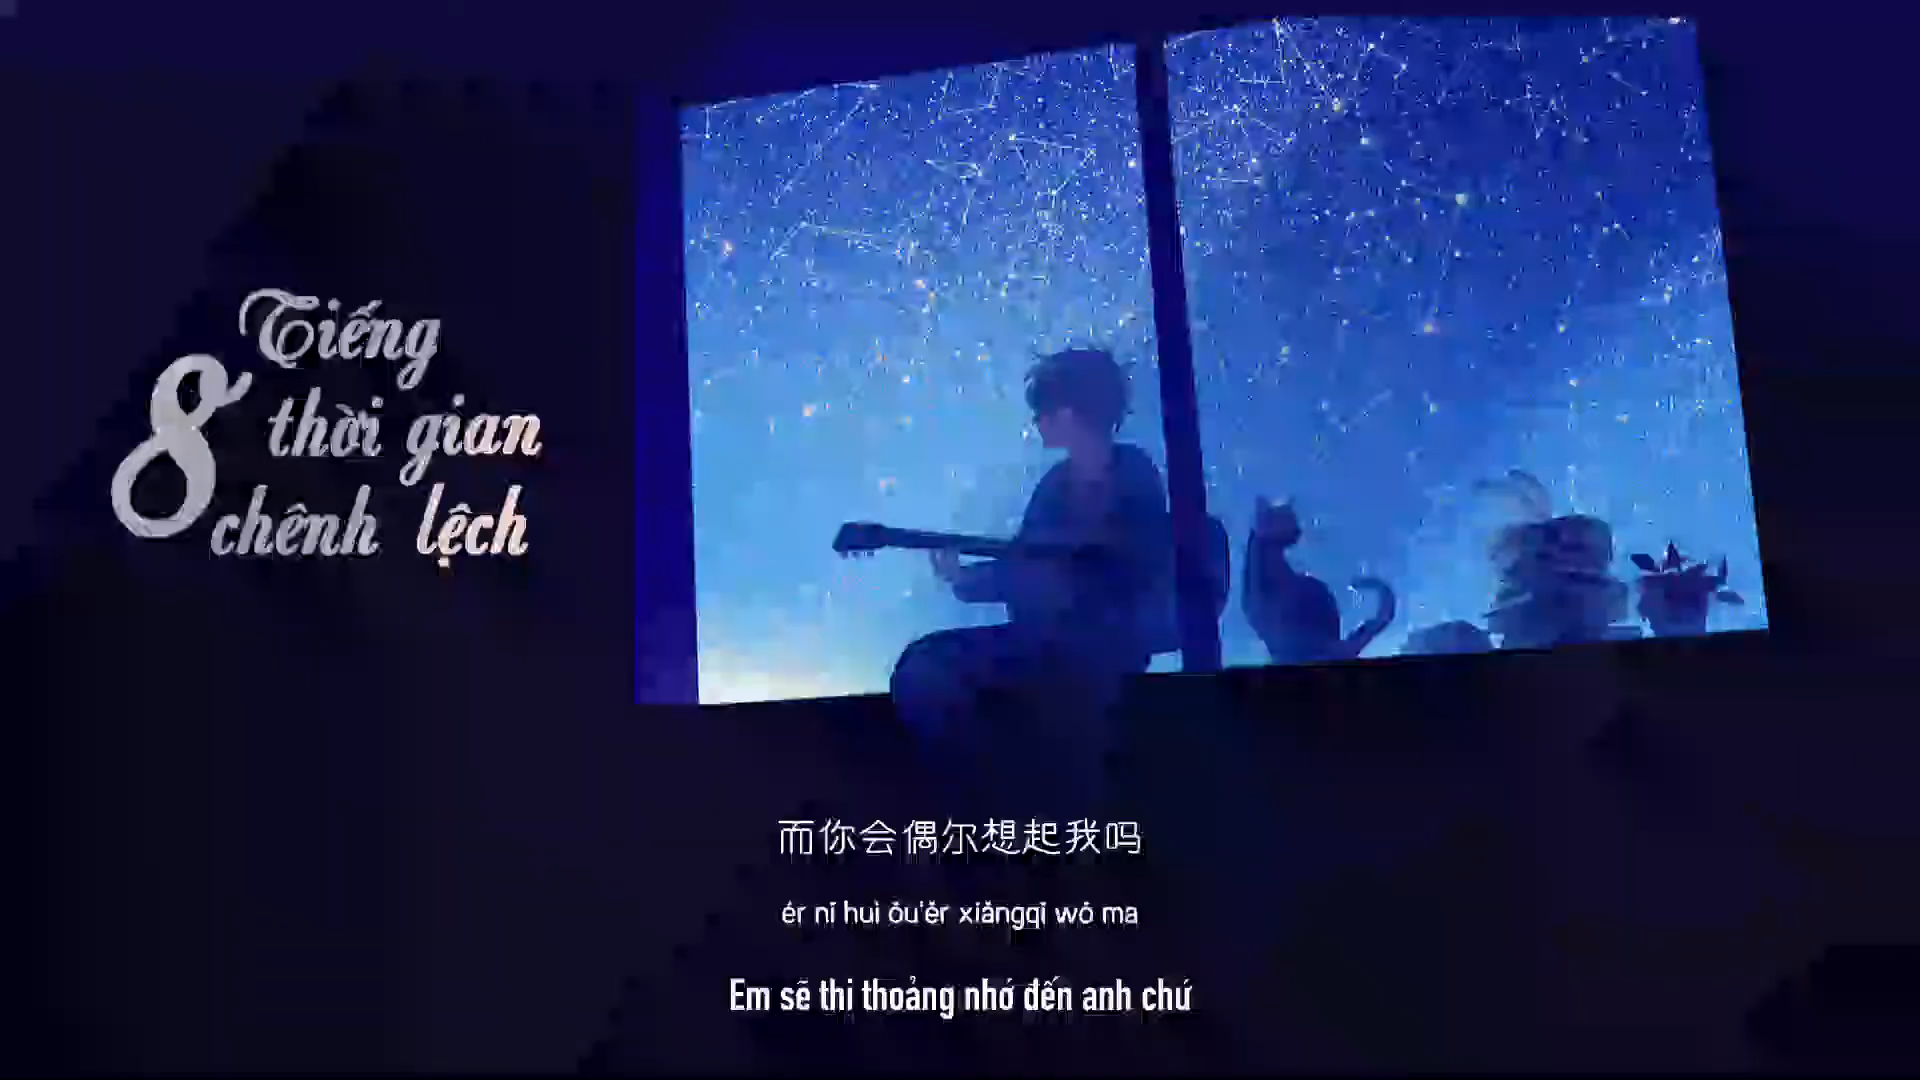 Tiếng
8 thời gian
chênh lệch
而你会偶尔想起我吗
ér nǐ huì ǒu'ěr xiǎngqǐ wǒ ma
Em sẽ thi thoảng nhớ đến anh chứ